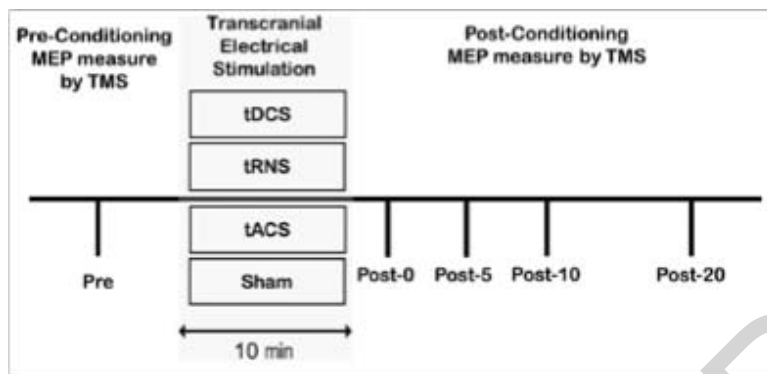 Pre-Conditioning
MEP measure
by TMS
Transcranial
Electrical
Stimulation
Post-Conditioning
MEP measure by TMS
tDCS
tRNS
tACS
Sham
Pre
Post-0
Post-5
Post-10
Post-20
10 min